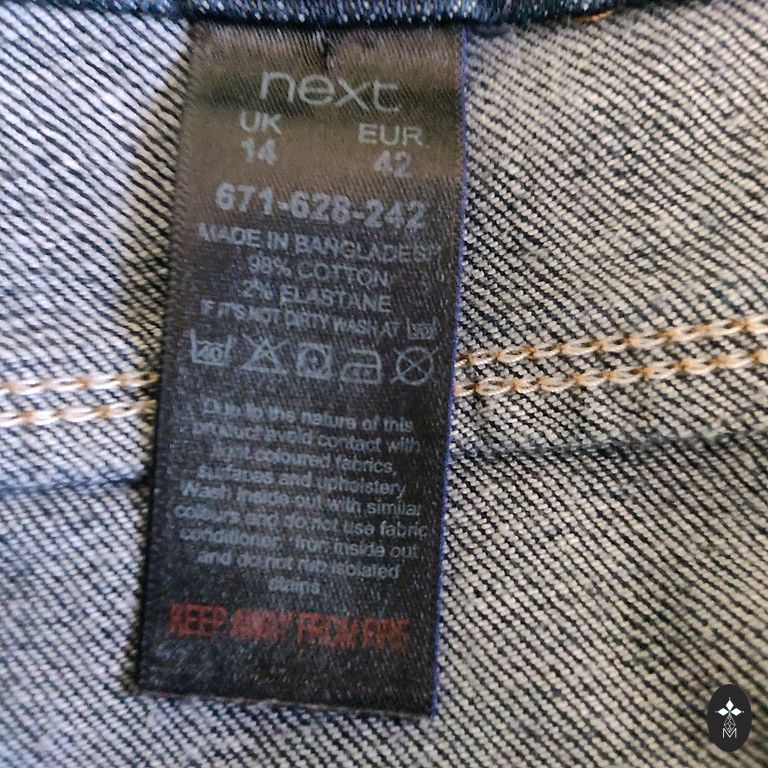 next
UK EUR
14 42
671-628-242
MADE IN BANGLADESH
98% COTTON
2% ELASTANE
IF IT'S NOT DIRTY WASH AT 30
40
Due to the nature of this
product avoid contact with
light coloured fabrics,
surfaces and upholstery
Wash inside out with similar
colours and do not use fabric
conditioner. Iron inside out
and do not rub isolated
stains
KEEP AWAY FROM FIRE
M